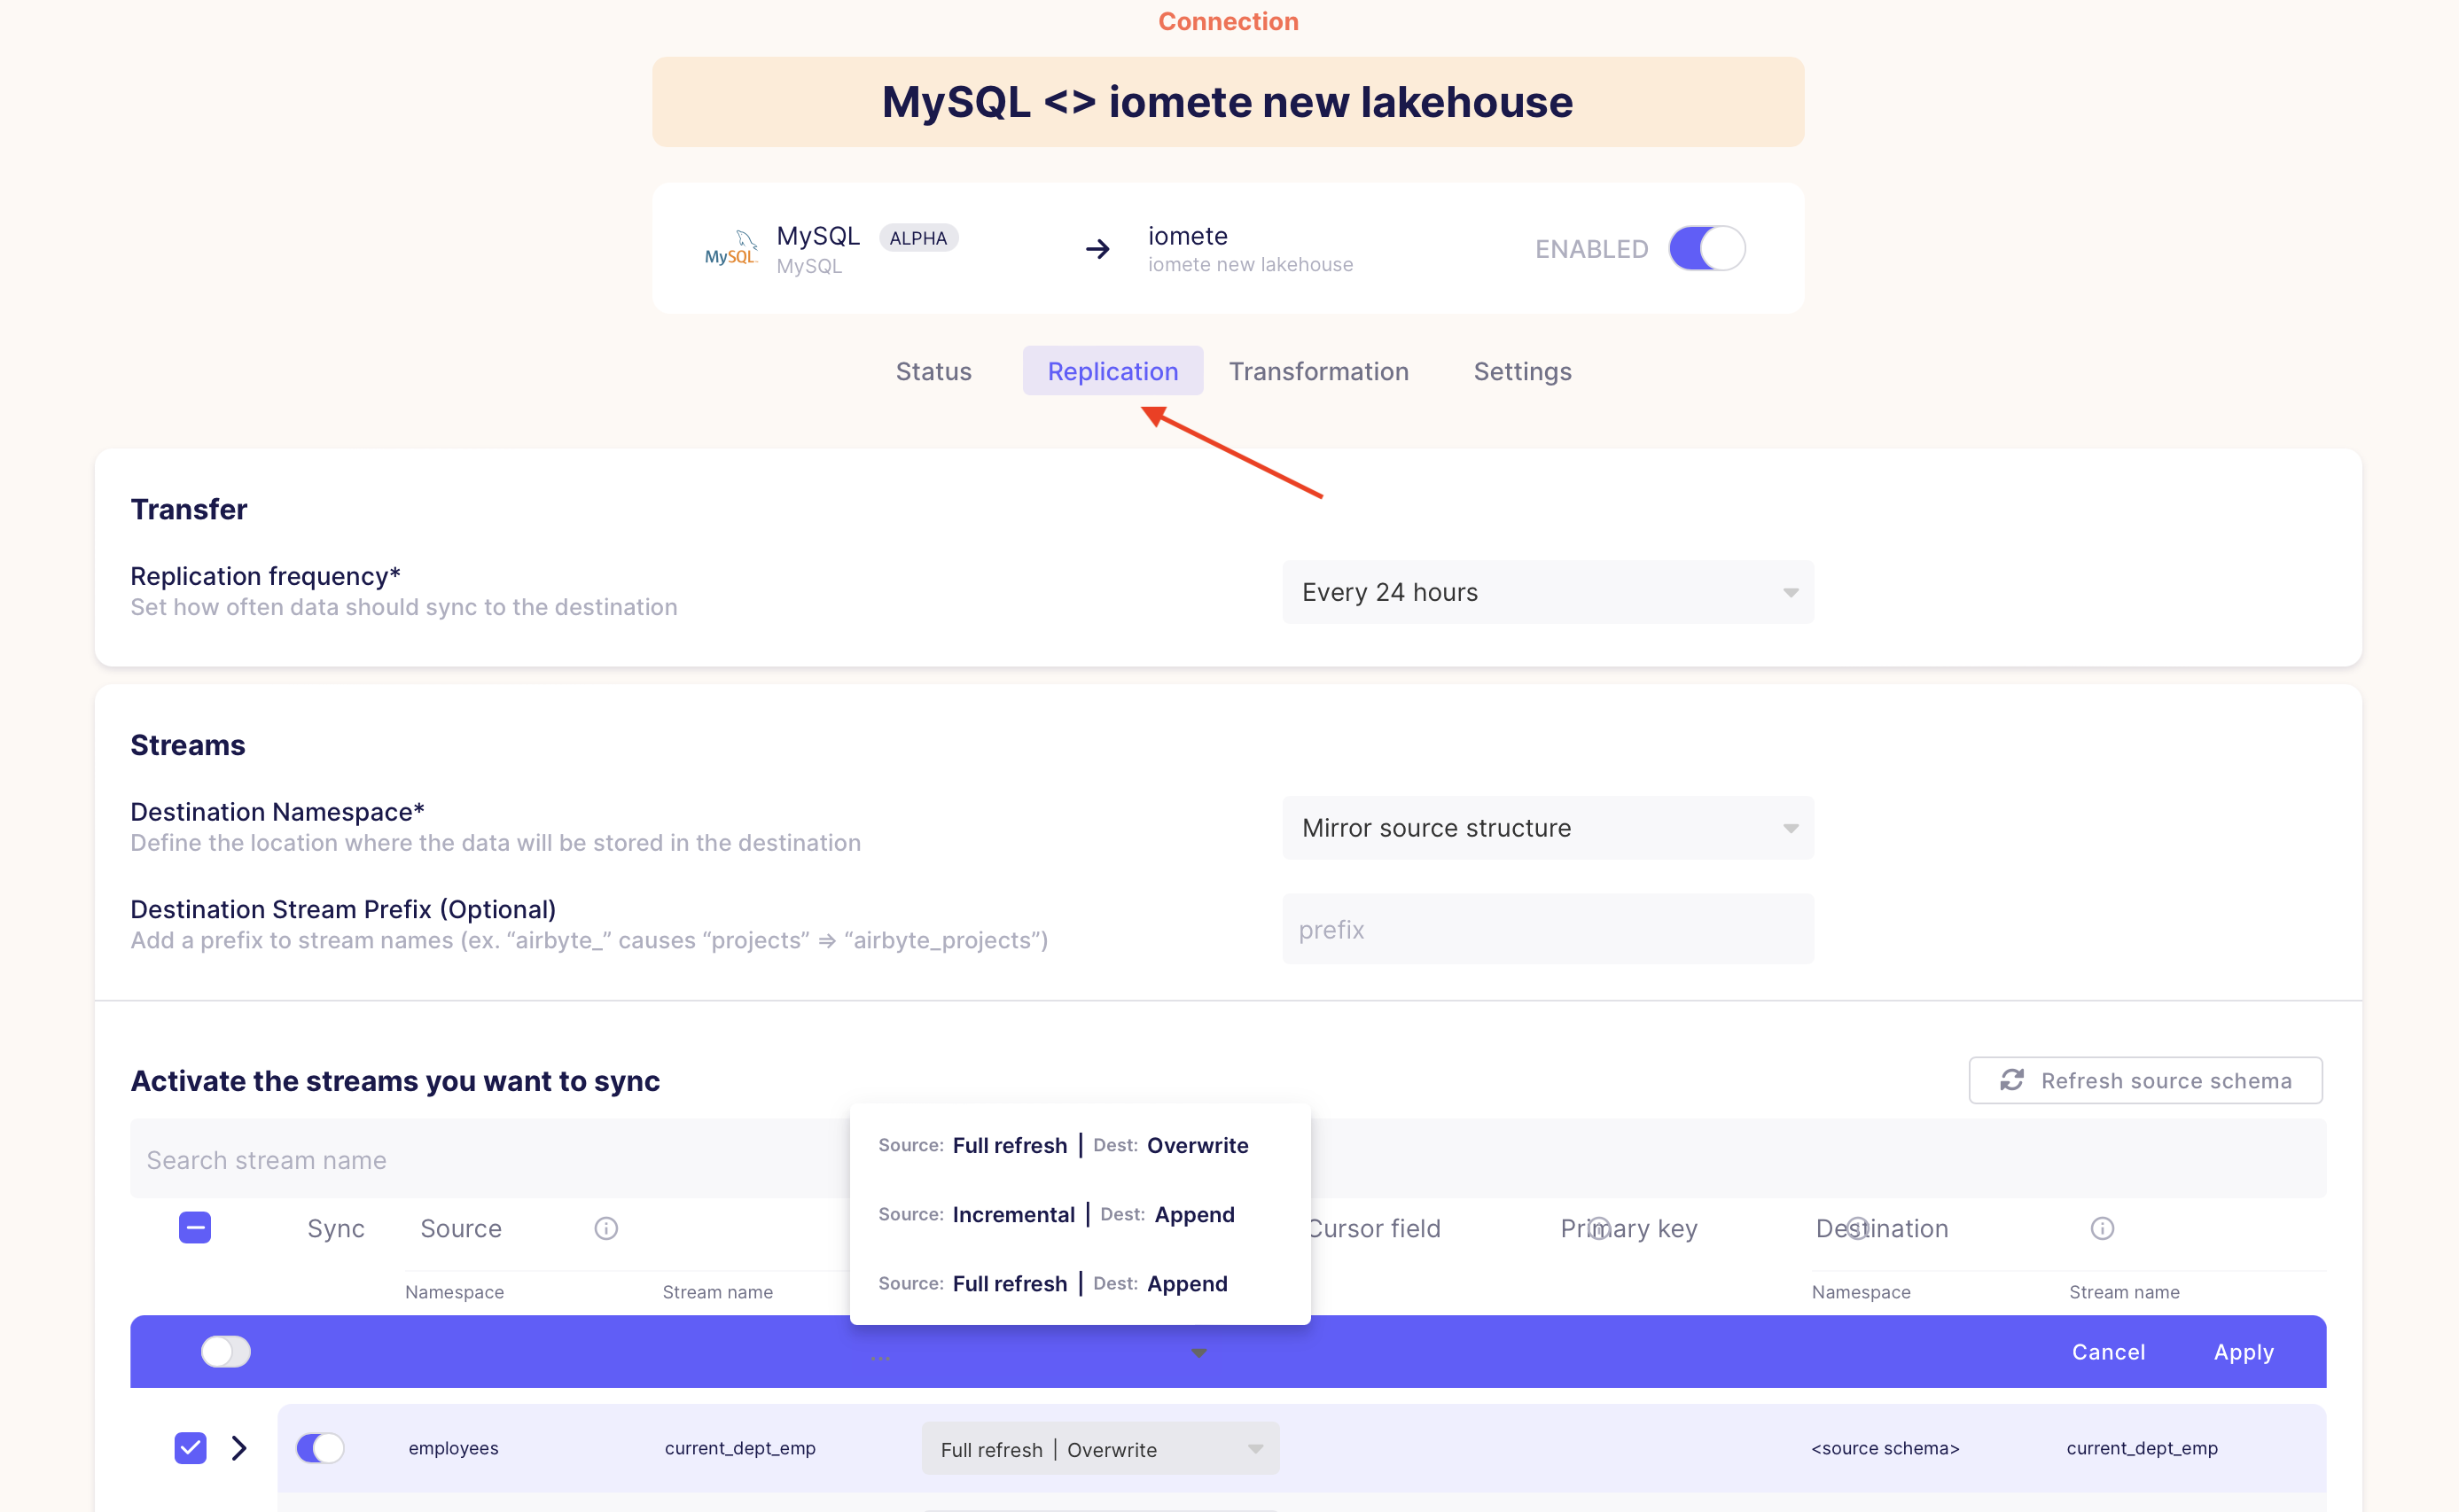 Connection
MySQL <> iomete new lakehouse
MySQL
MySQL ALPHA
MySQL
iomete
iomete new lakehouse
ENABLED
Status Replication Transformation Settings
Transfer
Replication frequency*
Set how often data should sync to the destination
Every 24 hours
Streams
Destination Namespace*
Define the location where the data will be stored in the destination
Mirror source structure
Destination Stream Prefix (Optional)
Add a prefix to stream names (ex. “airbyte_” causes “projects” ⇒ “airbyte_projects”)
prefix
Activate the streams you want to sync
Refresh source schema
Search stream name
Source: Full refresh | Dest: Overwrite
Source: Incremental | Dest: Append
Source: Full refresh | Dest: Append
Sync Source Cursor field Primary key Destination
Namespace Stream name Namespace Stream name
... Cancel Apply
employees current_dept_emp Full refresh | Overwrite <source schema> current_dept_emp